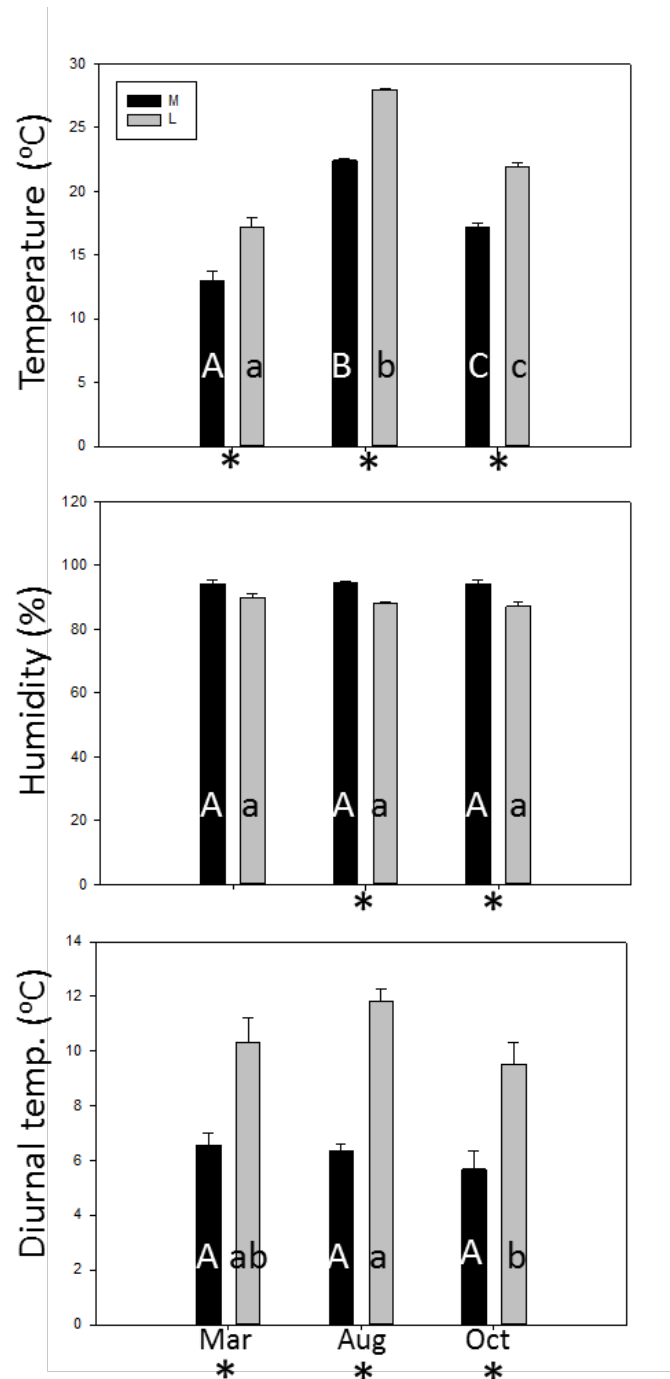 Temperature (ºC)
30
25
20
15
10
5
0
M
L
A a B b C c
* * *
Humidity (%)
120
100
80
60
40
20
0
A a A a A a
* *
Diurnal temp. (ºC)
14
12
10
8
6
4
2
0
A ab A a A b
Mar Aug Oct
* * *